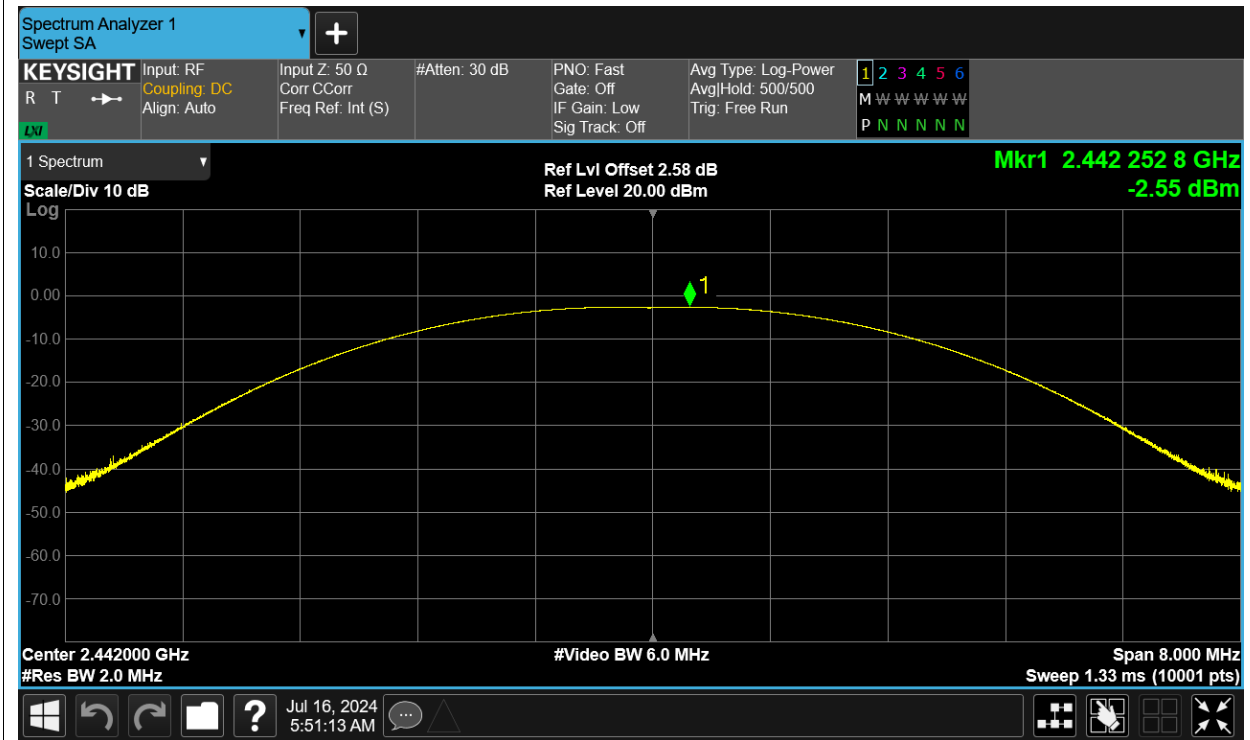 Spectrum Analyzer 1
Swept SA
+
KEYSIGHT
R T
LXI
Input: RF
Coupling: DC
Align: Auto
Input Z: 50 Ω
Corr CCorr
Freq Ref: Int (S)
#Atten: 30 dB
PNO: Fast
Gate: Off
IF Gain: Low
Sig Track: Off
Avg Type: Log-Power
Avg|Hold: 500/500
Trig: Free Run
1 2 3 4 5 6
M W W W W W
P N N N N N
1 Spectrum
Scale/Div 10 dB
Log
Ref Lvl Offset 2.58 dB
Ref Level 20.00 dBm
Mkr1 2.442 252 8 GHz
-2.55 dBm
10.0
0.00
-10.0
-20.0
-30.0
-40.0
-50.0
-60.0
-70.0
1
Center 2.442000 GHz
#Res BW 2.0 MHz
#Video BW 6.0 MHz
Span 8.000 MHz
Sweep 1.33 ms (10001 pts)
?
Jul 16, 2024
5:51:13 AM